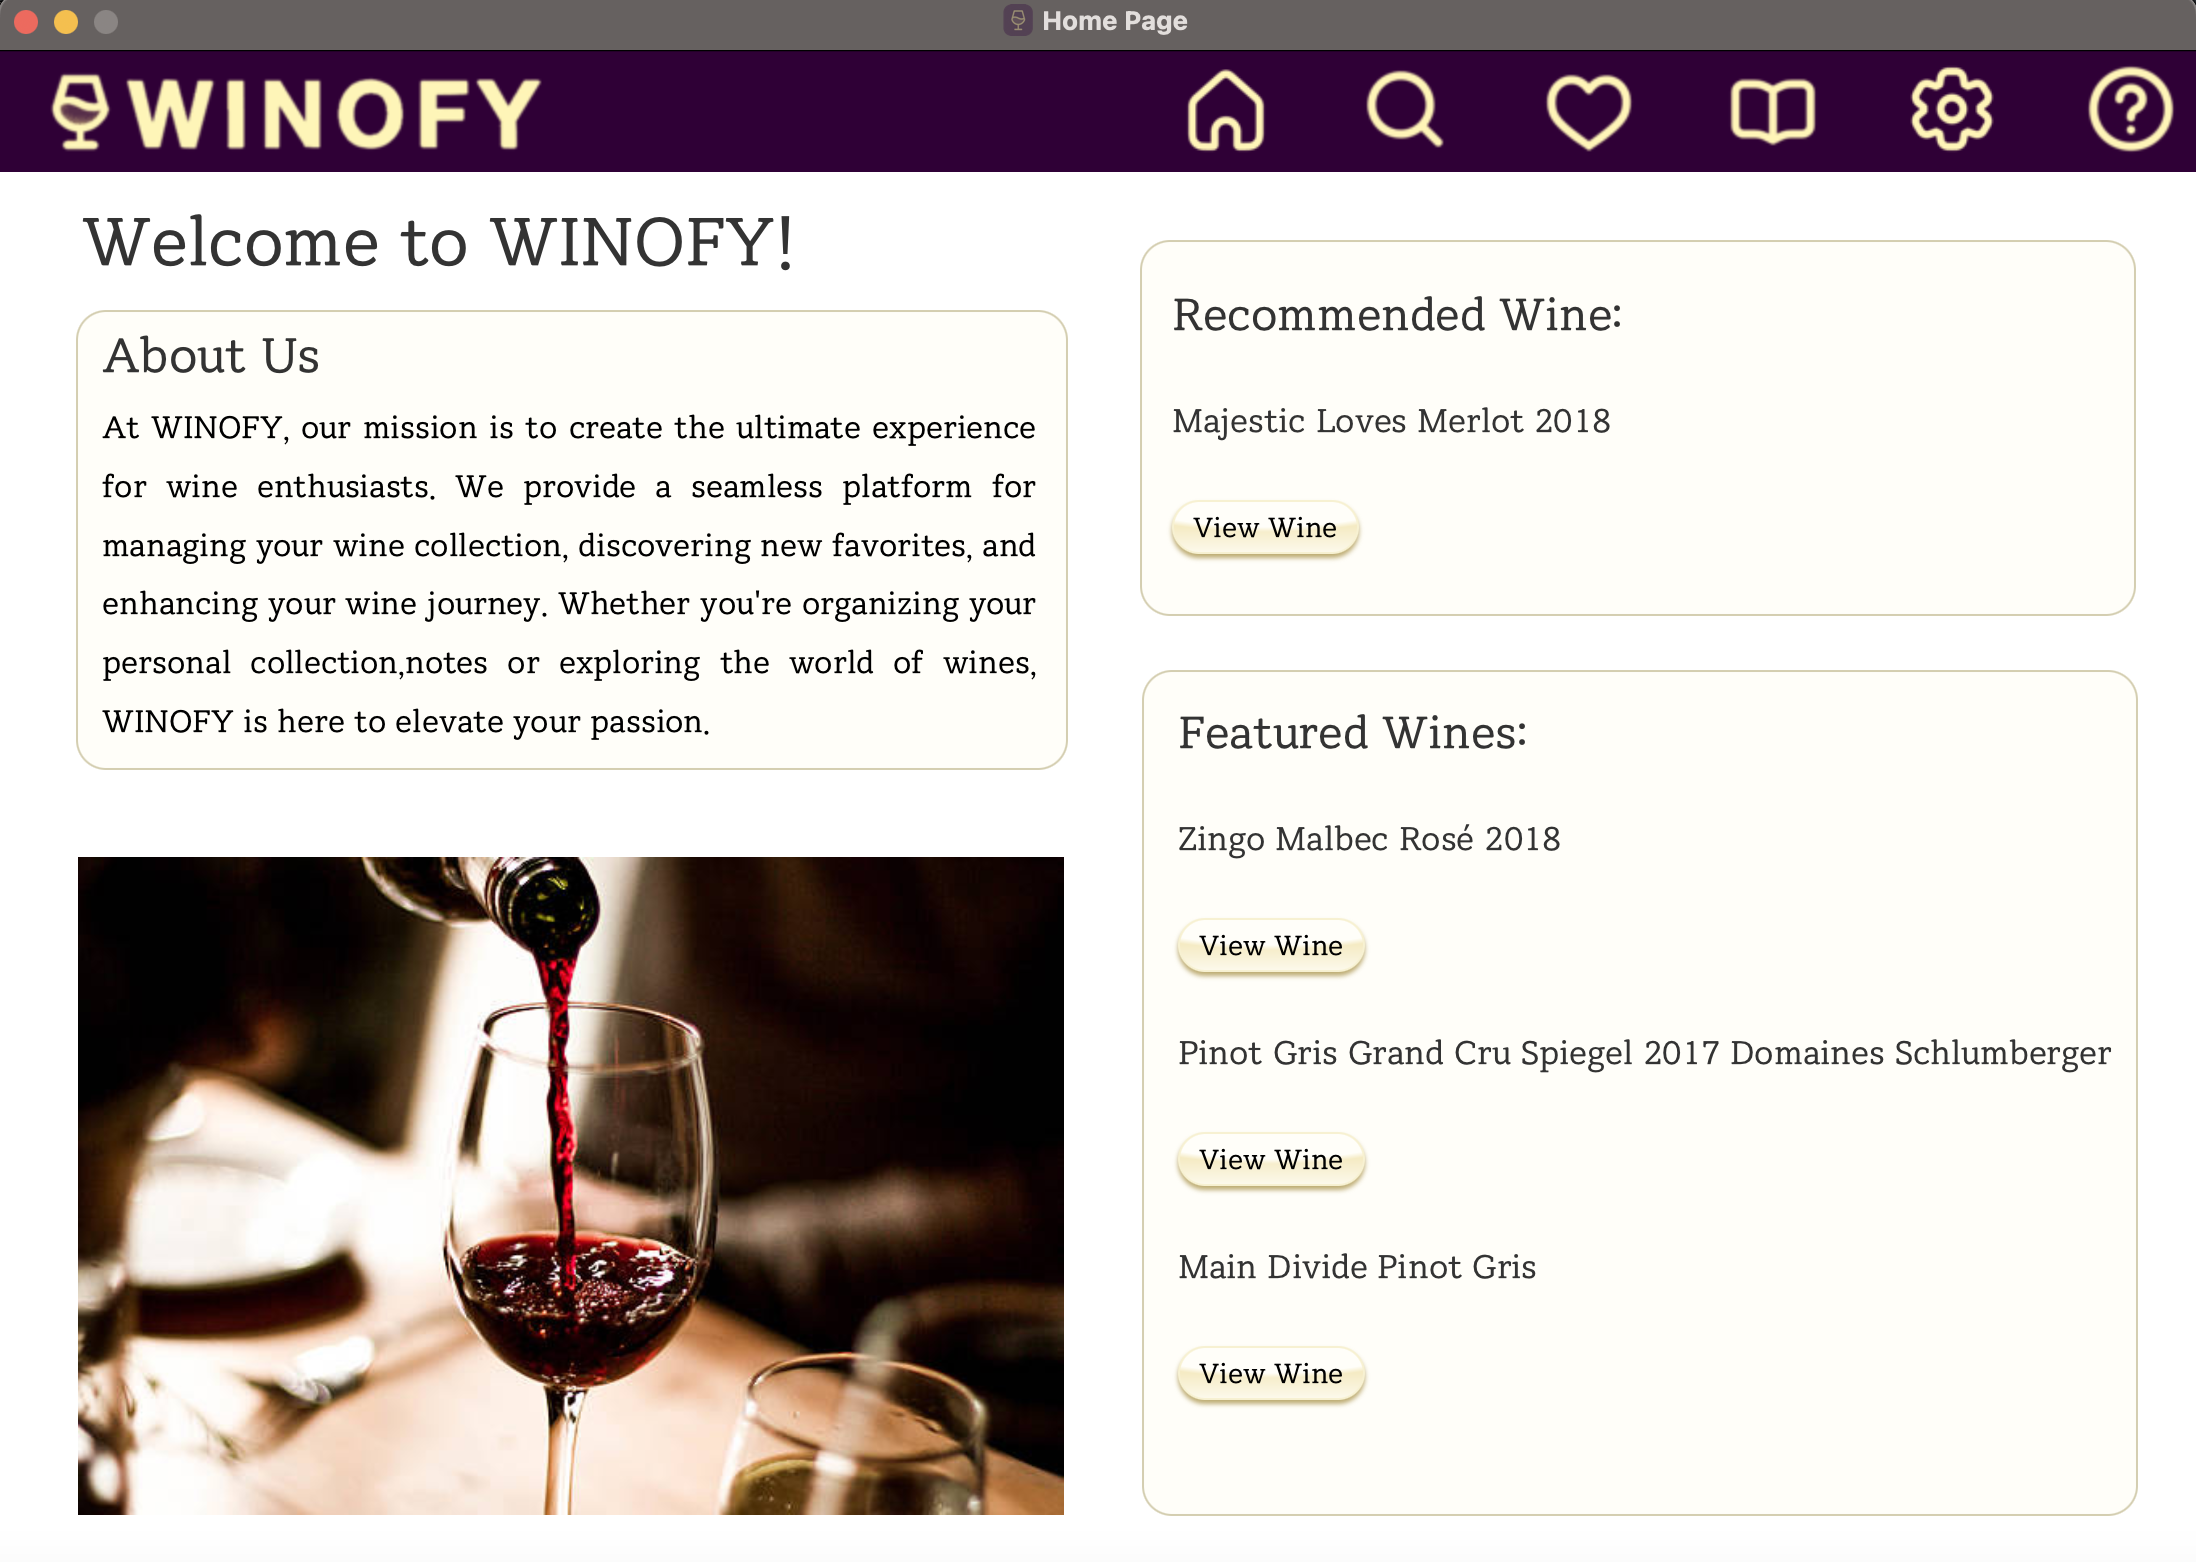 Home Page
WINOFY
Welcome to WINOFY!
About Us
At WINOFY, our mission is to create the ultimate experience
for wine enthusiasts. We provide a seamless platform for
managing your wine collection, discovering new favorites, and
enhancing your wine journey. Whether you're organizing your
personal collection,notes or exploring the world of wines,
WINOFY is here to elevate your passion.
Recommended Wine:
Majestic Loves Merlot 2018
View Wine
Featured Wines:
Zingo Malbec Rosé 2018
View Wine
Pinot Gris Grand Cru Spiegel 2017 Domaines Schlumberger
View Wine
Main Divide Pinot Gris
View Wine